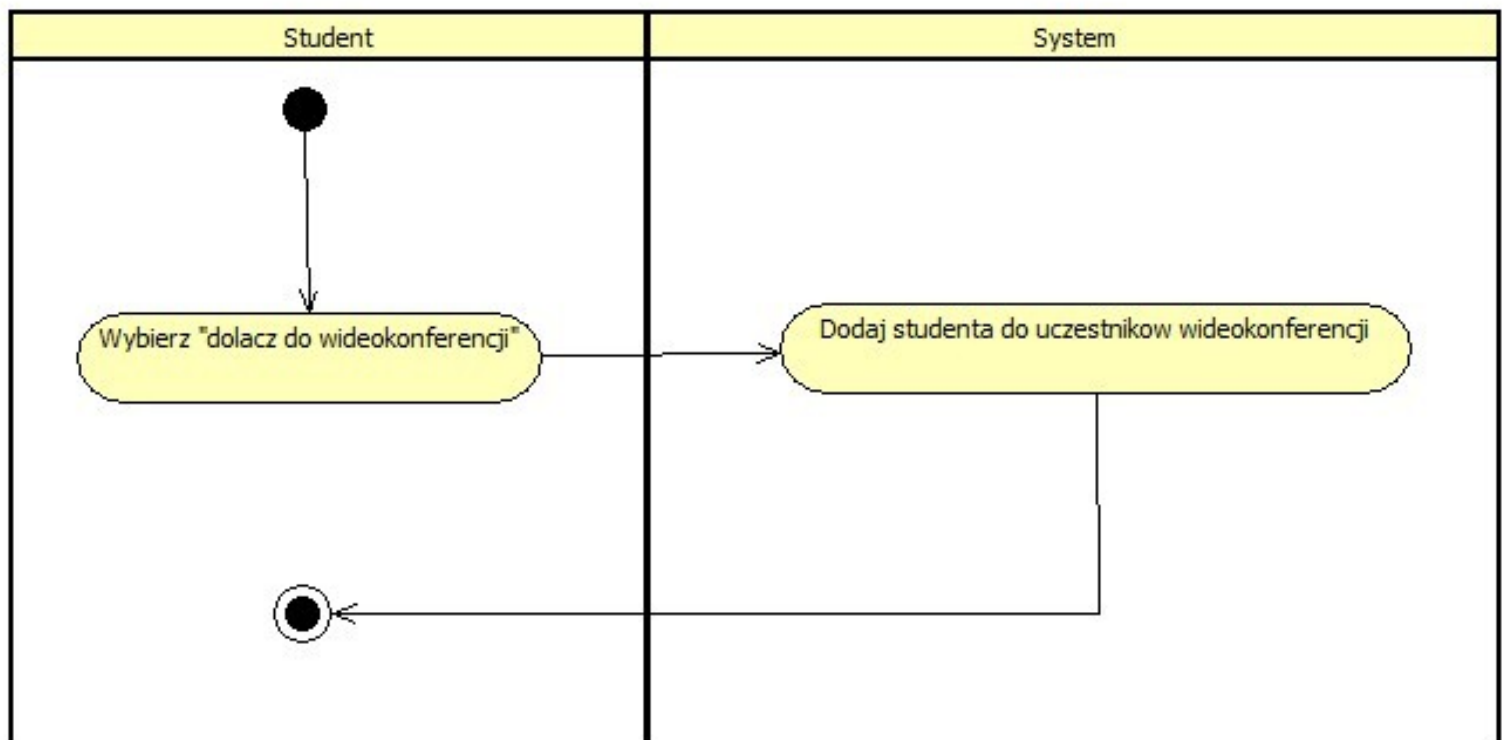 Student
System
Wybierz "dolacz do wideokonferencji"
Dodaj studenta do uczestnikow wideokonferencji